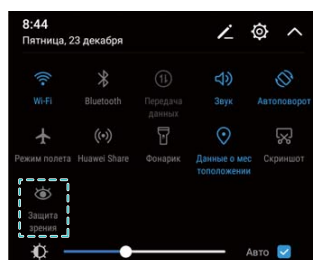 8:44
Пятница, 23 декабря
Wi-Fi Bluetooth Передача данных Звук Автоповорот
Режим полета Huawei Share Фонарик Данные о мес тоположении Скриншот
Защита зрения
Авто